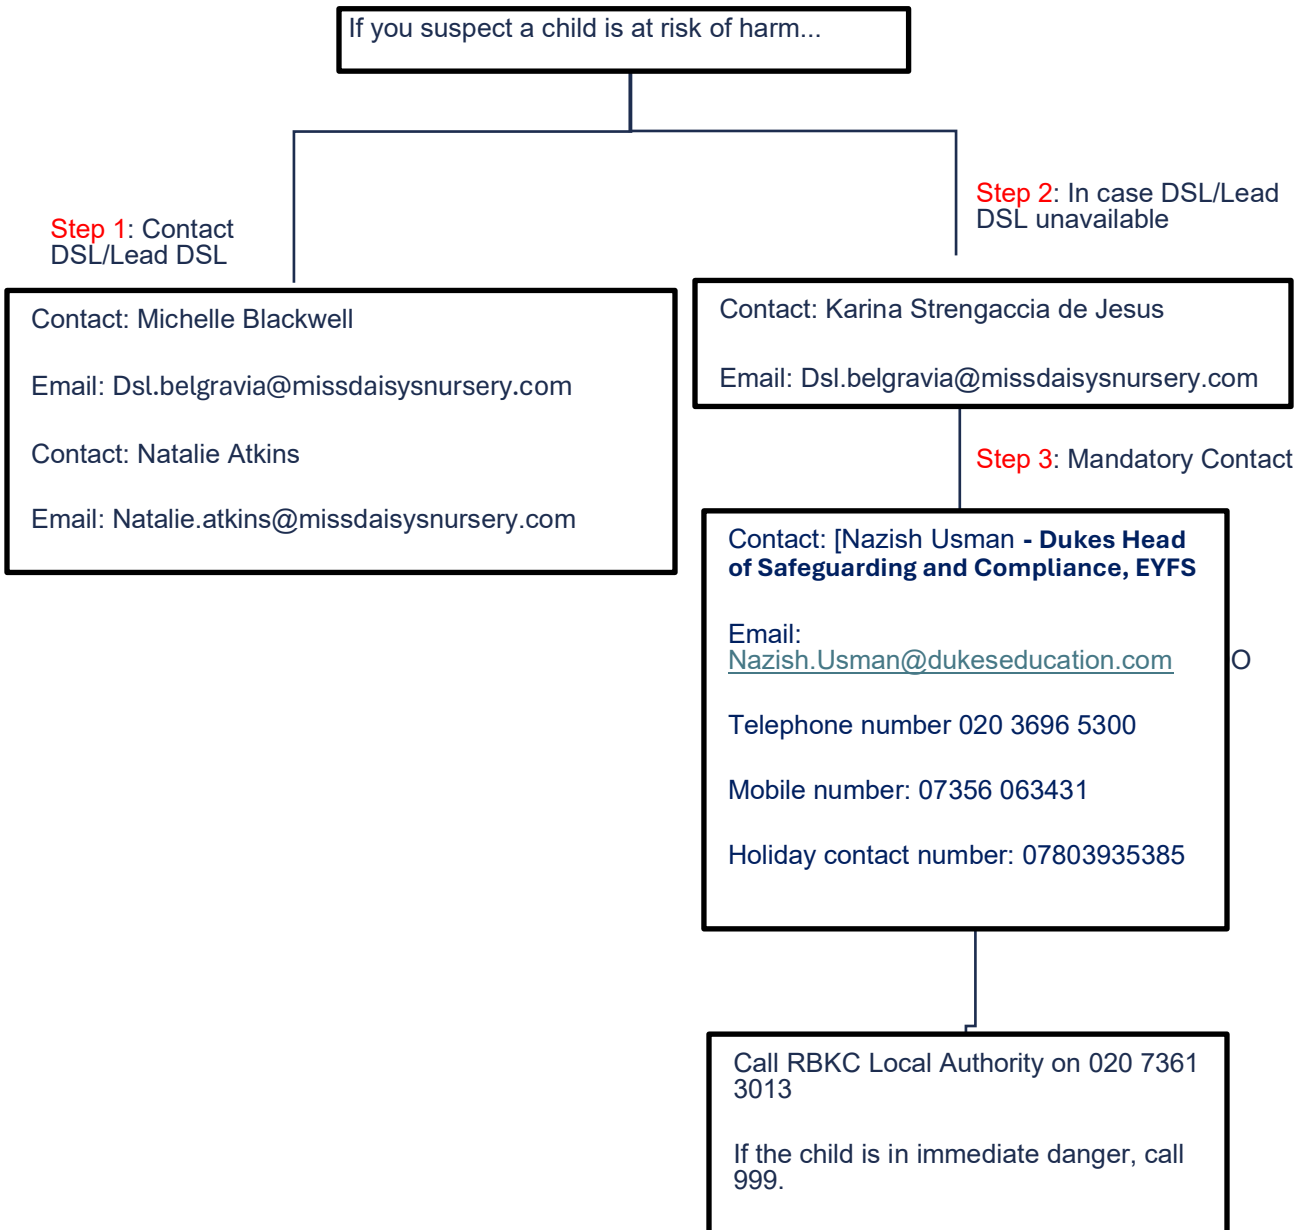 If you suspect a child is at risk of harm...
Step 1: Contact
DSL/Lead DSL
Contact: Michelle Blackwell
Email: Dsl.belgravia@missdaisysnursery.com
Contact: Natalie Atkins
Email: Natalie.atkins@missdaisysnursery.com
Step 2: In case DSL/Lead
DSL unavailable
Contact: Karina Strengaccia de Jesus
Email: Dsl.belgravia@missdaisysnursery.com
Step 3: Mandatory Contact
Contact: [Nazish Usman - Dukes Head
of Safeguarding and Compliance, EYFS
Email:
Nazish.Usman@dukeseducation.com
O
Telephone number 020 3696 5300
Mobile number: 07356 063431
Holiday contact number: 07803935385
Call RBKC Local Authority on 020 7361
3013
If the child is in immediate danger, call
999.